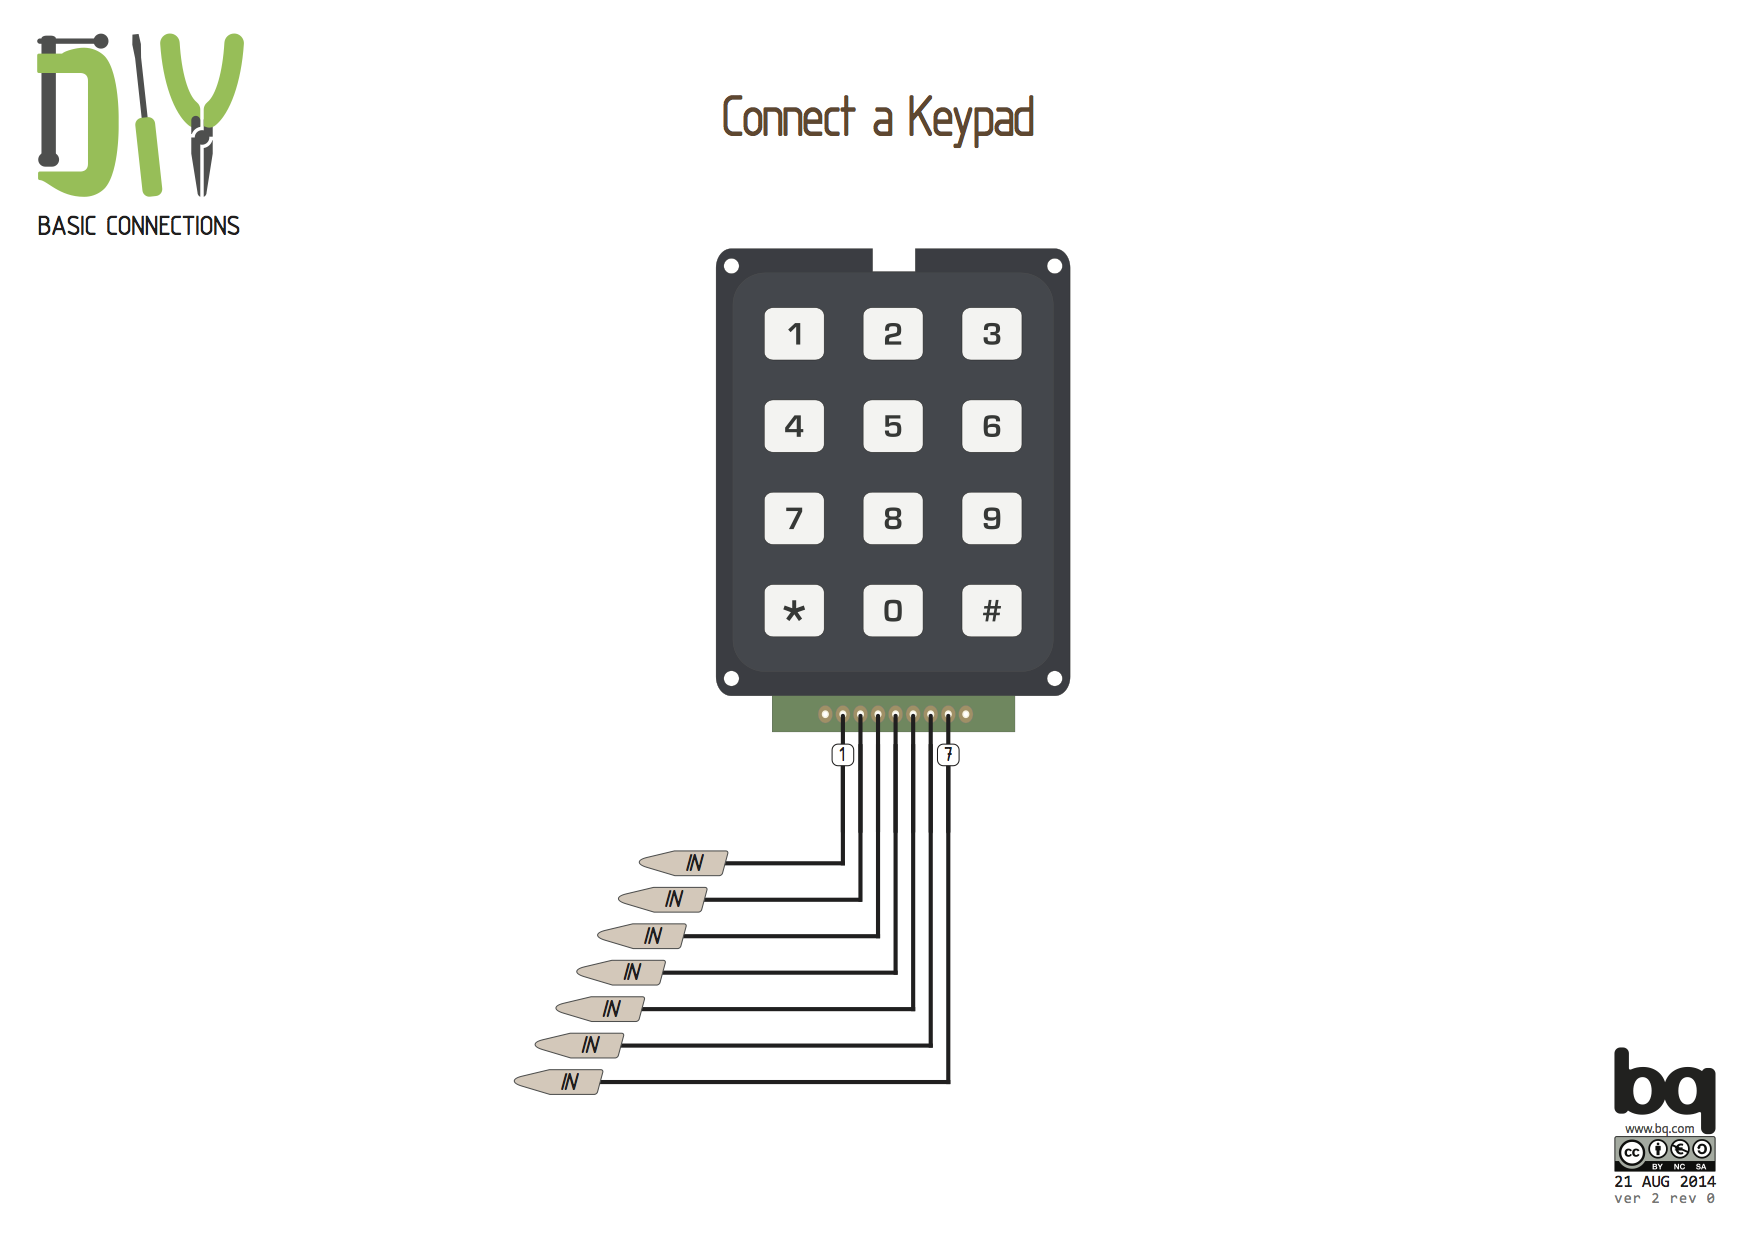 DIY
BASIC CONNECTIONS
Connect a Keypad
1 2 3
4 5 6
7 8 9
* 0 #
1 7
IN
IN
IN
IN
IN
IN
IN
bq
www.bq.com
cc
BY NC SA
21 AUG 2014
ver 2 rev 0